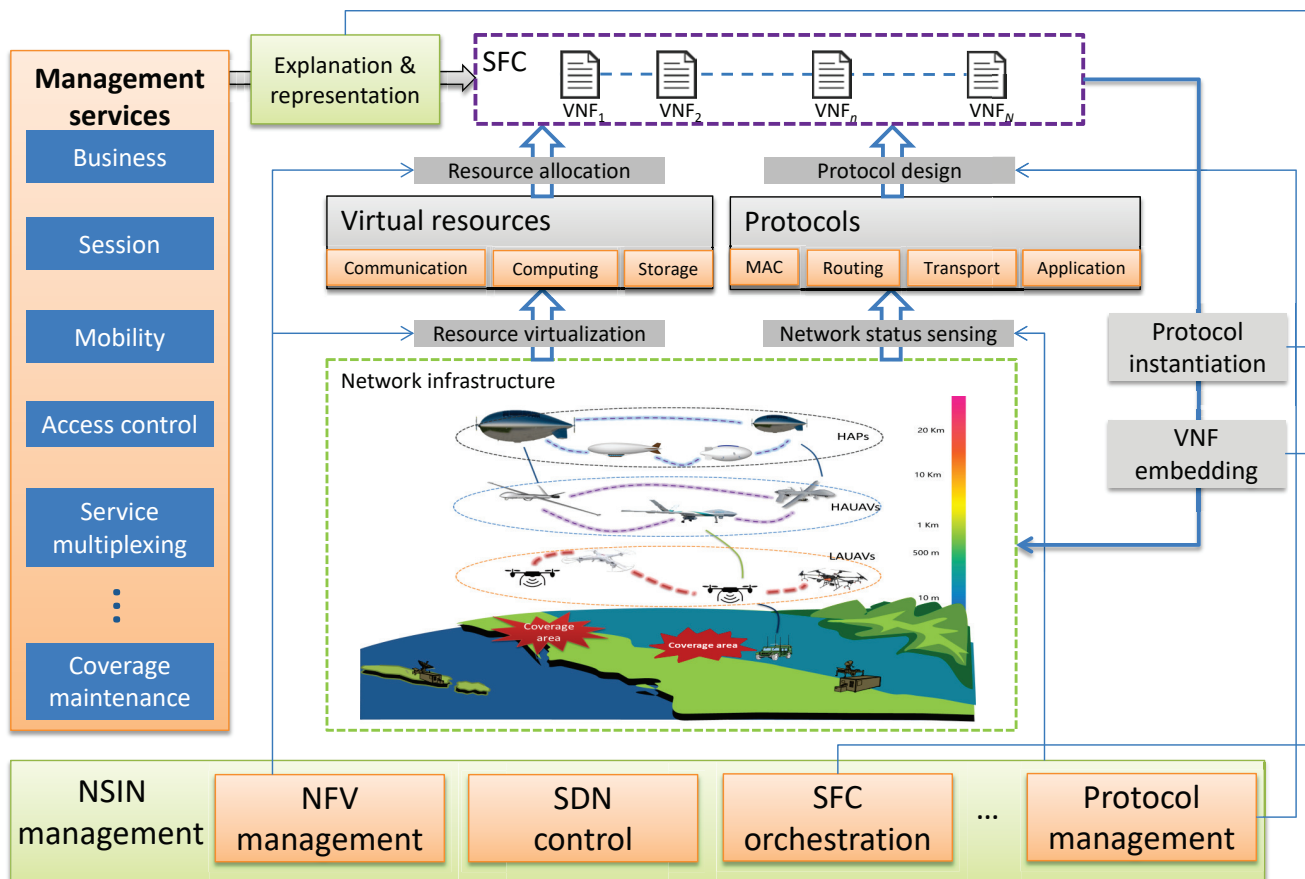 Management
services
Business
Session
Mobility
Access control
Service
multiplexing
Coverage
maintenance
Explanation &
representation
SFC
VNF1
VNF2
VNFn
VNFN
Resource allocation
Protocol design
Virtual resources
Communication
Computing
Storage
Protocols
MAC
Routing
Transport
Application
Resource virtualization
Network status sensing
Protocol
instantiation
VNF
embedding
Network infrastructure
HAPs
HAUAVs
LAUAVs
20 Km
10 Km
1 Km
500 m
10 m
Coverage
area
Coverage area
NSIN
management
NFV
management
SDN
control
SFC
orchestration
...
Protocol
management